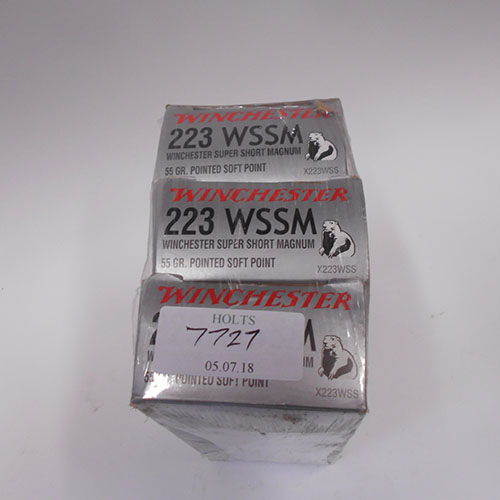 WINCHESTER
223 WSSM
WINCHESTER SUPER SHORT MAGNUM
55 GR. POINTED SOFT POINT
X223WSS
WINCHESTER
223 WSSM
WINCHESTER SUPER SHORT MAGNUM
55 GR. POINTED SOFT POINT
X223WSS
WINCHESTER
HOLTS
7727
05.07.18
POINTED SOFT POINT
X223WSS